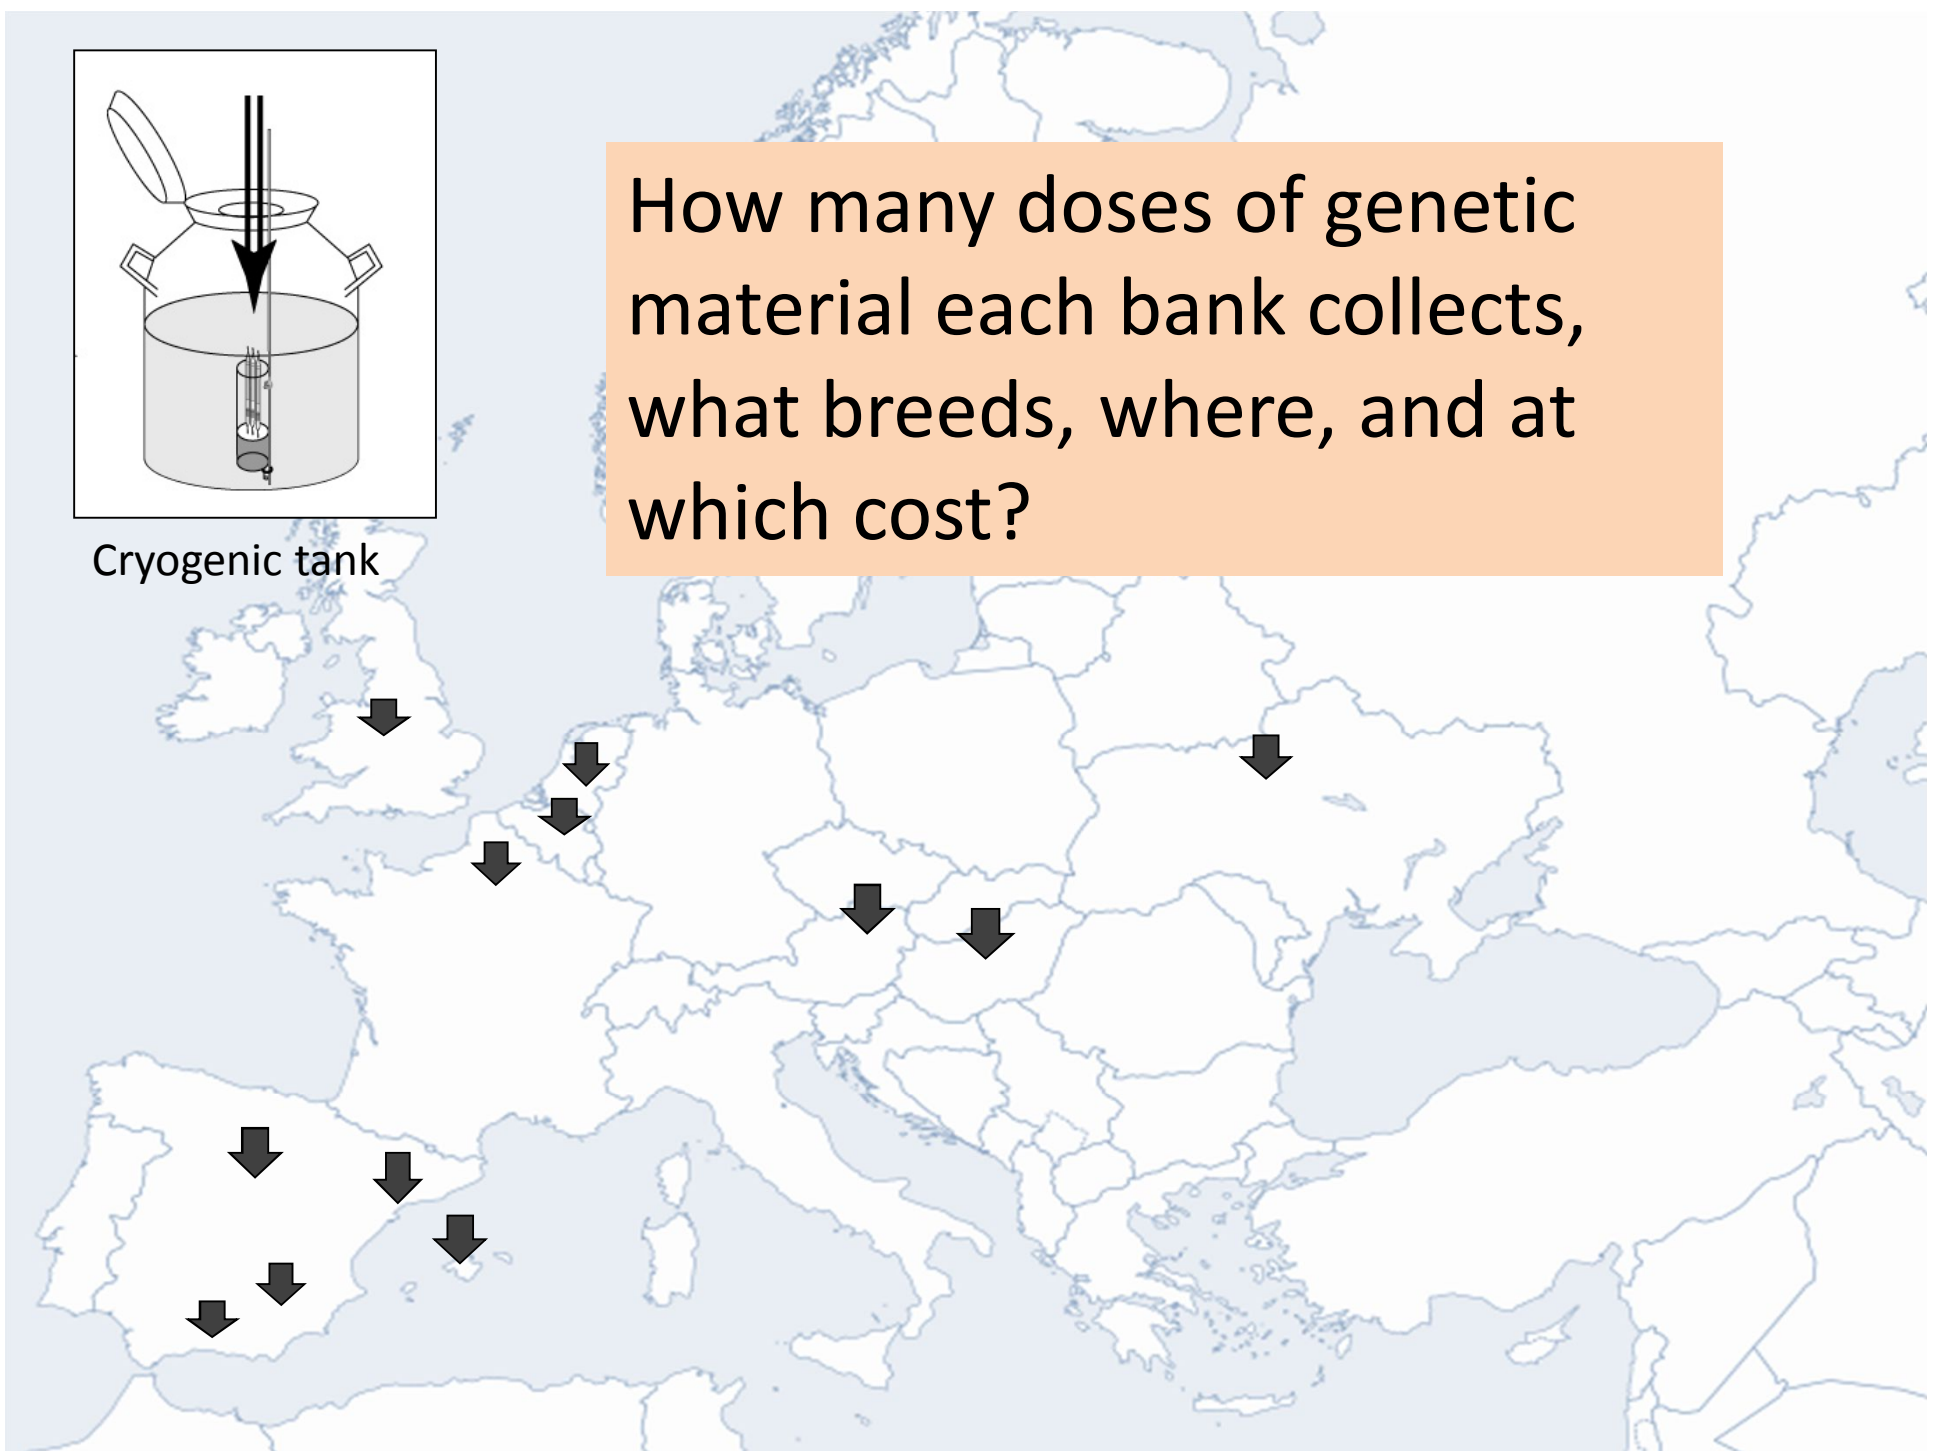 How many doses of genetic
material each bank collects,
what breeds, where, and at
which cost?
Cryogenic tank